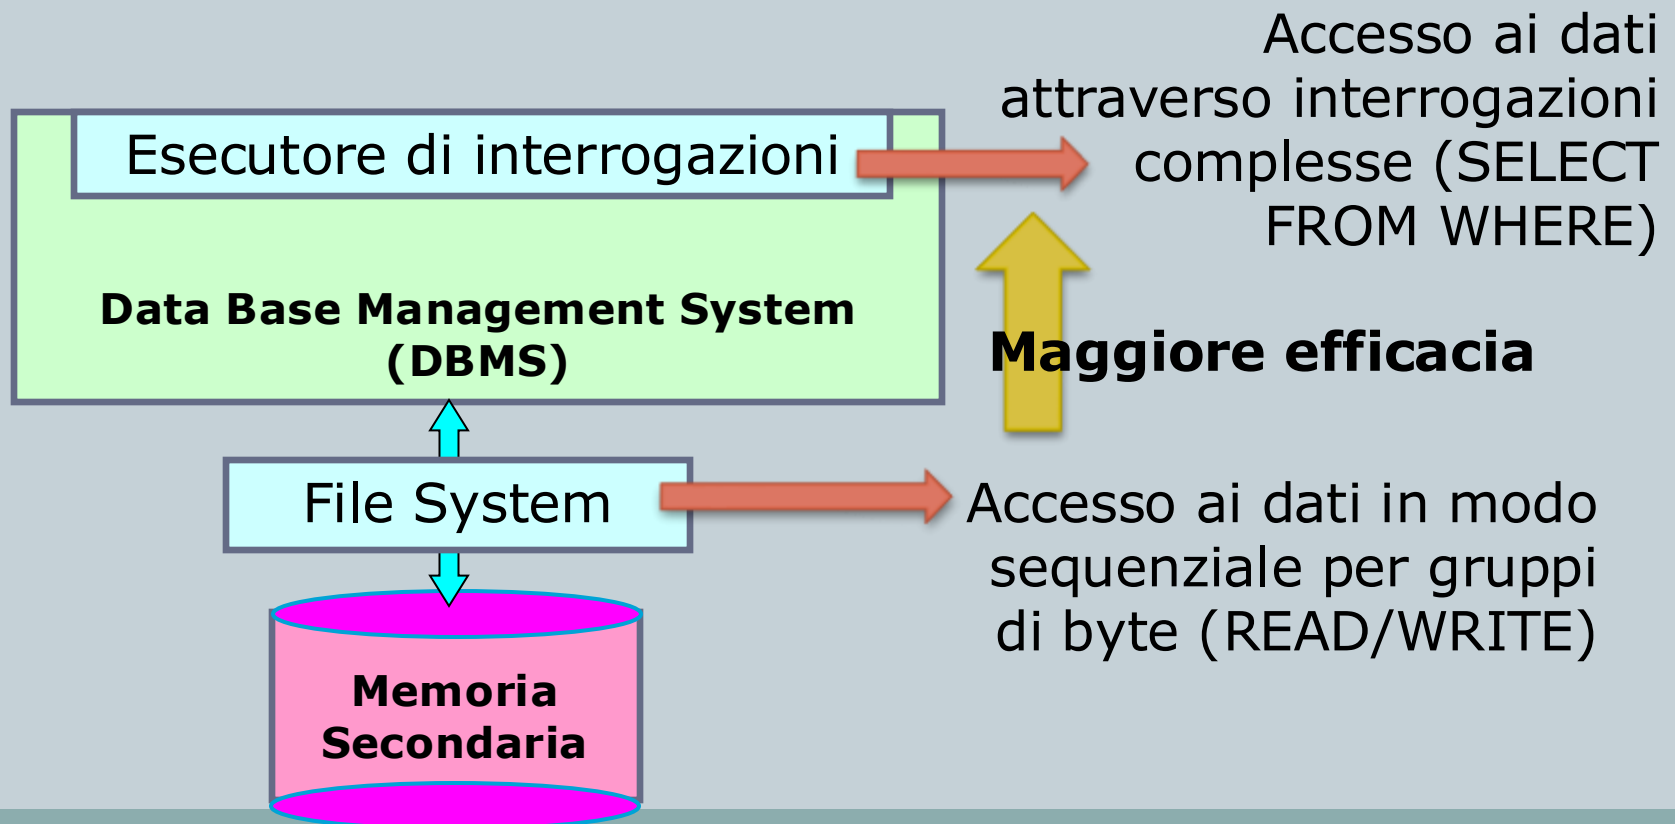 Accesso ai dati
attraverso interrogazioni
complesse (SELECT
FROM WHERE)
Esecutore di interrogazioni
Data Base Management System
(DBMS)
Maggiore efficacia
File System
Accesso ai dati in modo
sequenziale per gruppi
di byte (READ/WRITE)
Memoria
Secondaria